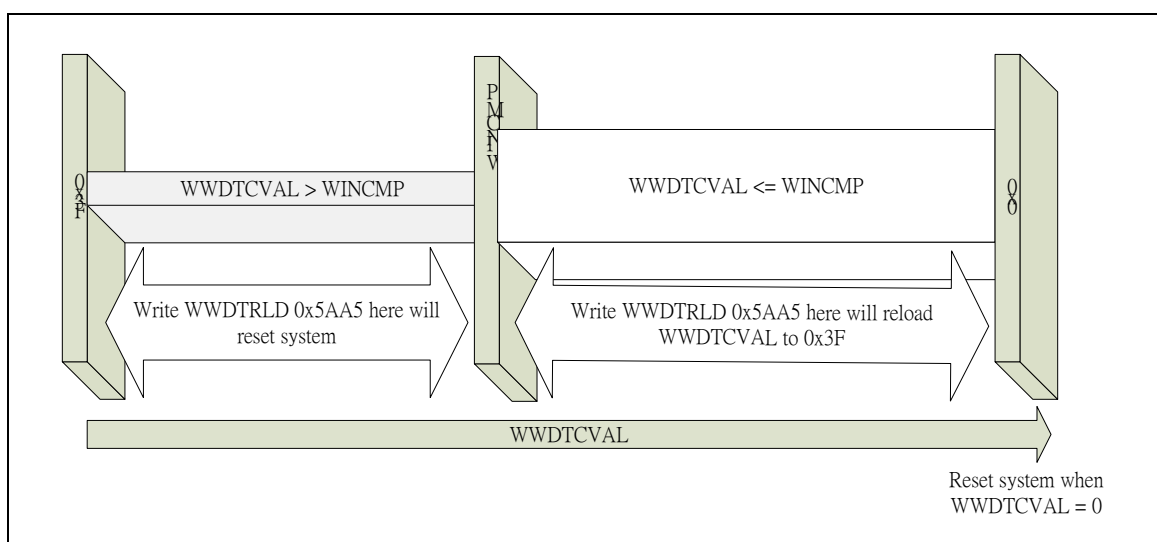 0x3F
WWDTCVAL > WINCMP
WINCMP
WWDTCVAL <= WINCMP
0x0
Write WWDTRLD 0x5AA5 here will
reset system
Write WWDTRLD 0x5AA5 here will reload
WWDTCVAL to 0x3F
WWDTCVAL
Reset system when
WWDTCVAL = 0